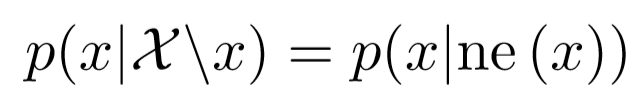 p(x|𝒳\x) = p(x|ne (x))